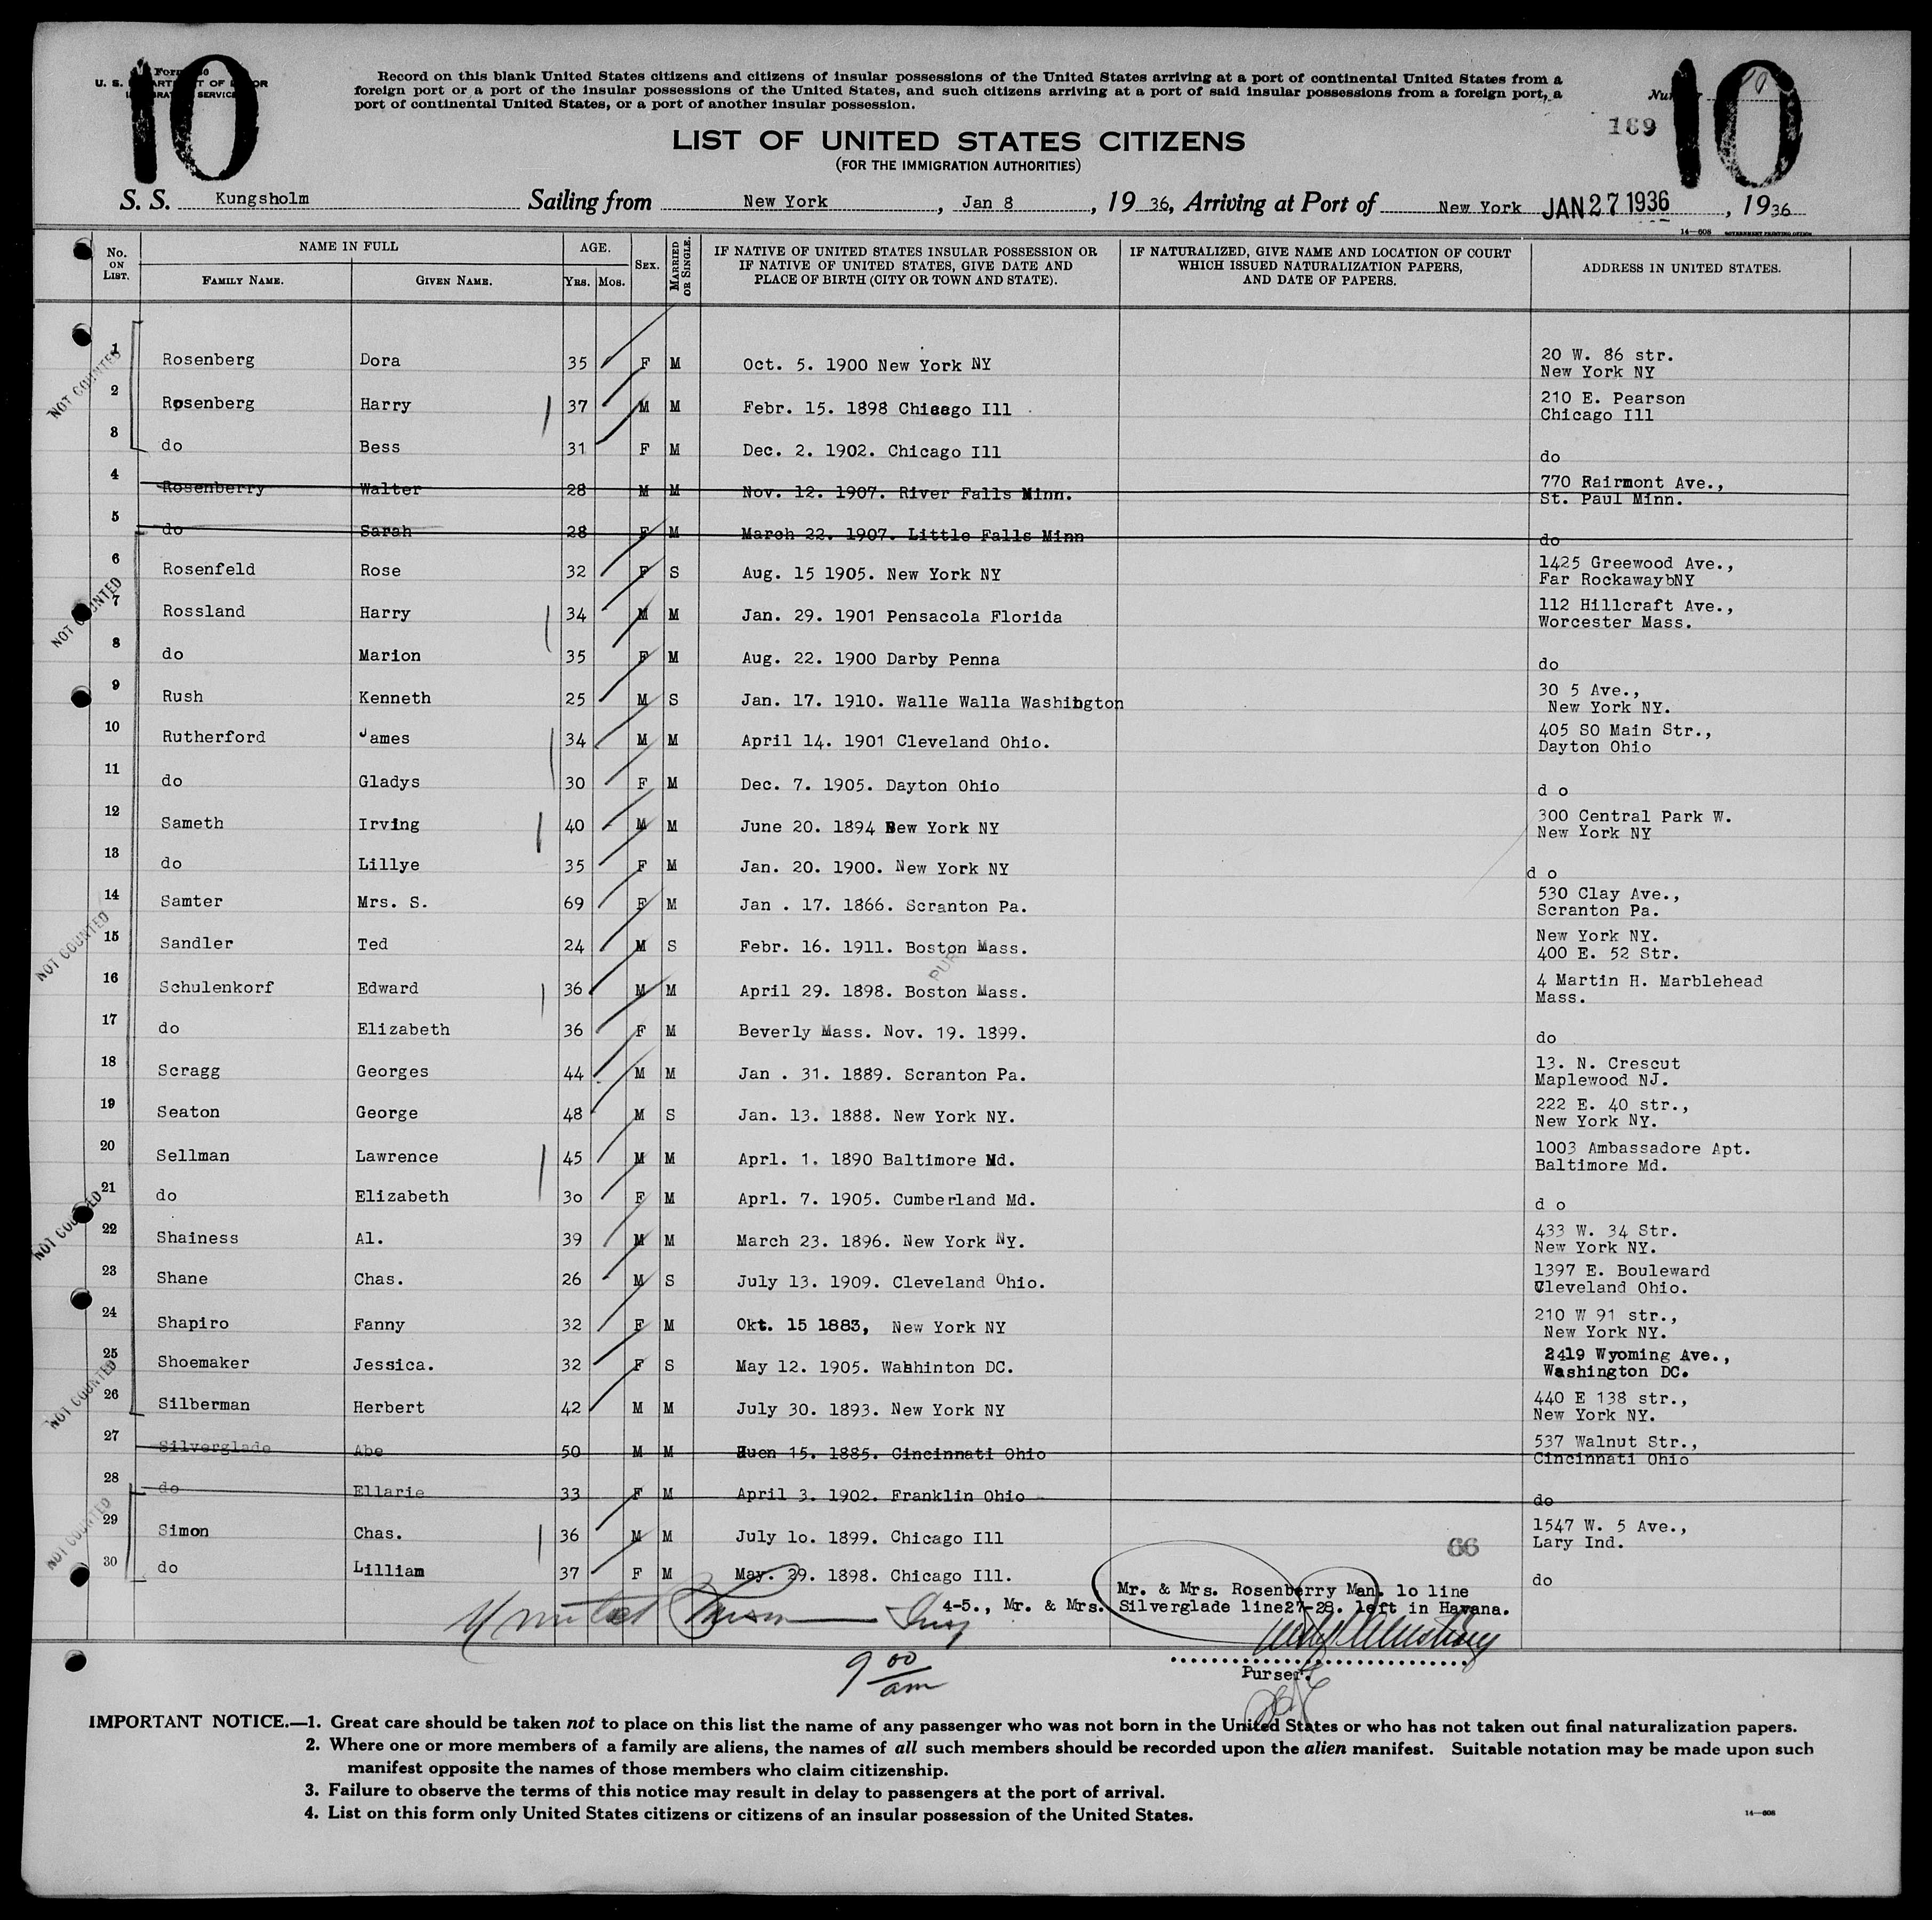 10
10
Form 630
U. S. DEPARTMENT OF LABOR
IMMIGRATION SERVICE
Record on this blank United States citizens and citizens of insular possessions of the United States arriving at a port of continental United States from a
foreign port or a port of the insular possessions of the United States, and such citizens arriving at a port of said insular possessions from a foreign port, a
port of continental United States, or a port of another insular possession.
Number 10
169
LIST OF UNITED STATES CITIZENS
(FOR THE IMMIGRATION AUTHORITIES)
S. S. Kungsholm Sailing from New York, Jan 8, 1936, Arriving at Port of New York JAN 27 1936, 1936
14—608 GOVERNMENT PRINTING OFFICE
No. ON LIST. NAME IN FULL FAMILY NAME. GIVEN NAME. AGE. YRS. MOS. SEX. MARRIED OR SINGLE. IF NATIVE OF UNITED STATES INSULAR POSSESSION OR IF NATIVE OF UNITED STATES, GIVE DATE AND PLACE OF BIRTH (CITY OR TOWN AND STATE). IF NATURALIZED, GIVE NAME AND LOCATION OF COURT WHICH ISSUED NATURALIZATION PAPERS, AND DATE OF PAPERS. ADDRESS IN UNITED STATES.
1 Rosenberg Dora 35 F M Oct. 5. 1900 New York NY 20 W. 86 str.
New York NY
NOT COUNTED
2 Rosenberg Harry 37 M M Febr. 15. 1898 Chicago Ill 210 E. Pearson
Chicago Ill
3 do Bess 31 F M Dec. 2. 1902. Chicago Ill do
4 Rosenberry Walter 28 M M Nov. 12. 1907. River Falls Minn. 770 Rairmont Ave.,
St. Paul Minn.
5 do Sarah 28 F M March 22. 1907. Little Falls Minn do
6 Rosenfeld Rose 32 F S Aug. 15 1905. New York NY 1425 Greewood Ave.,
Far Rockaway NY
NOT COUNTED
7 Rossland Harry 34 M M Jan. 29. 1901 Pensacola Florida 112 Hillcraft Ave.,
Worcester Mass.
8 do Marion 35 F M Aug. 22. 1900 Darby Penna do
9 Rush Kenneth 25 M S Jan. 17. 1910. Walle Walla Washington 30 5 Ave.,
New York NY.
10 Rutherford James 34 M M April 14. 1901 Cleveland Ohio. 405 SO Main Str.,
Dayton Ohio
11 do Gladys 30 F M Dec. 7. 1905. Dayton Ohio d o
12 Sameth Irving 40 M M June 20. 1894 New York NY 300 Central Park W.
New York NY
13 do Lillye 35 F M Jan. 20. 1900. New York NY d o
14 Samter Mrs. S. 69 F M Jan . 17. 1866. Scranton Pa. 530 Clay Ave.,
Scranton Pa.
NOT COUNTED
15 Sandler Ted 24 M S Febr. 16. 1911. Boston Mass. New York NY.
400 E. 52 Str.
PUR
16 Schulenkorf Edward 36 M M April 29. 1898. Boston Mass. 4 Martin H. Marblehead
Mass.
17 do Elizabeth 36 F M Beverly Mass. Nov. 19. 1899. do
18 Scragg Georges 44 M M Jan . 31. 1889. Scranton Pa. 13. N. Crescut
Maplewood NJ.
19 Seaton George 48 M S Jan. 13. 1888. New York NY. 222 E. 40 str.,
New York NY.
20 Sellman Lawrence 45 M M Aprl. 1. 1890 Baltimore Md. 1003 Ambassadore Apt.
Baltimore Md.
21 do Elizabeth 3o F M Aprl. 7. 1905. Cumberland Md. d o
NOT COUNTED
22 Shainess Al. 39 M M March 23. 1896. New York NY. 433 W. 34 Str.
New York NY.
23 Shane Chas. 26 M S July 13. 1909. Cleveland Ohio. 1397 E. Bouleward
Cleveland Ohio.
24 Shapiro Fanny 32 F M Okt. 15 1883, New York NY 210 W 91 str.,
New York NY.
25 Shoemaker Jessica. 32 F S May 12. 1905. Washinton DC. 2419 Wyoming Ave.,
Washington DC.
NOT COUNTED
26 Silberman Herbert 42 M M July 30. 1893. New York NY 440 E 138 str.,
New York NY.
27 Silverglade Abe 50 M M Juen 15. 1885. Cincinnati Ohio 537 Walnut Str.,
Cincinnati Ohio
28 do Ellarie 33 F M April 3. 1902. Franklin Ohio do
29 Simon Chas. 36 M M July 1o. 1899. Chicago Ill 1547 W. 5 Ave.,
Lary Ind.
NOT COUNTED
66
30 do Lilliam 37 F M May. 29. 1898. Chicago Ill. do
Mr. & Mrs. Rosenberry Man. 10 line
4-5., Mr. & Mrs. Silverglade line 27-28. left in Havana.
9 00 am
Purser.
IMPORTANT NOTICE.—1. Great care should be taken not to place on this list the name of any passenger who was not born in the United States or who has not taken out final naturalization papers.
2. Where one or more members of a family are aliens, the names of all such members should be recorded upon the alien manifest. Suitable notation may be made upon such
manifest opposite the names of those members who claim citizenship.
3. Failure to observe the terms of this notice may result in delay to passengers at the port of arrival.
4. List on this form only United States citizens or citizens of an insular possession of the United States.
14—608